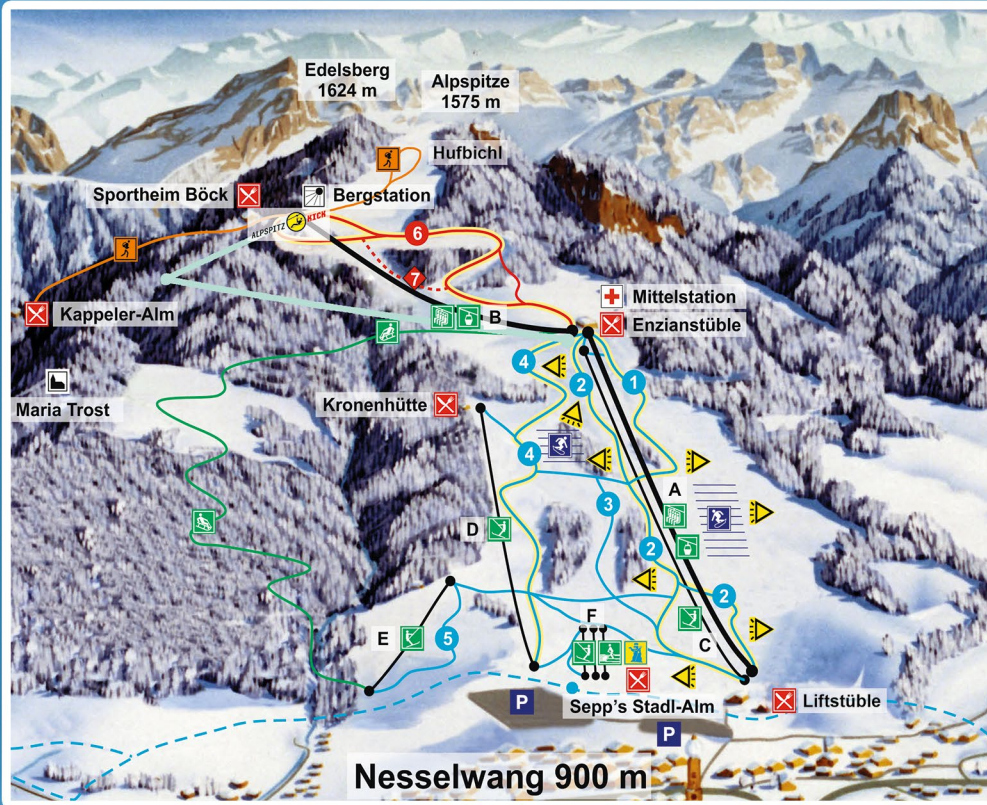 Edelsberg
1624 m
Alpspitze
1575 m
Hufbichl
Sportheim Böck
Bergstation
ALPSPITZ KICK
6
7
Kappeler-Alm
B
Mittelstation
Enzianstüble
4
2
1
Maria Trost
Kronenhütte
4
A
3
D
2
2
F
E
5
C
P
Sepp's Stadl-Alm
Liftstüble
P
Nesselwang 900 m